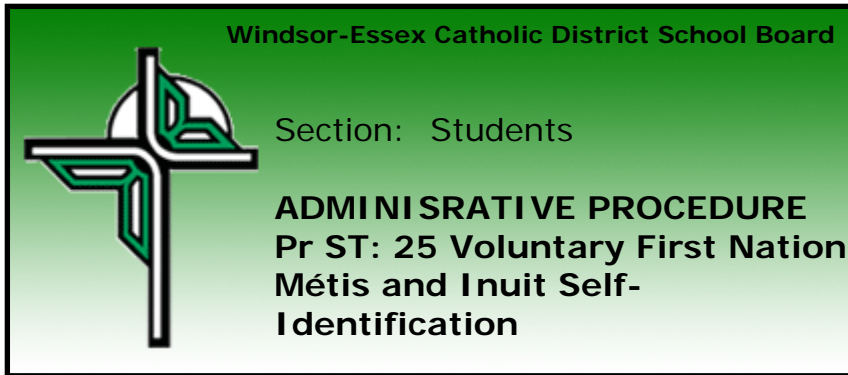 Windsor-Essex Catholic District School Board
Section: Students
ADMINISRATIVE PROCEDURE
Pr ST: 25 Voluntary First Nation
Métis and Inuit Self-
Identification